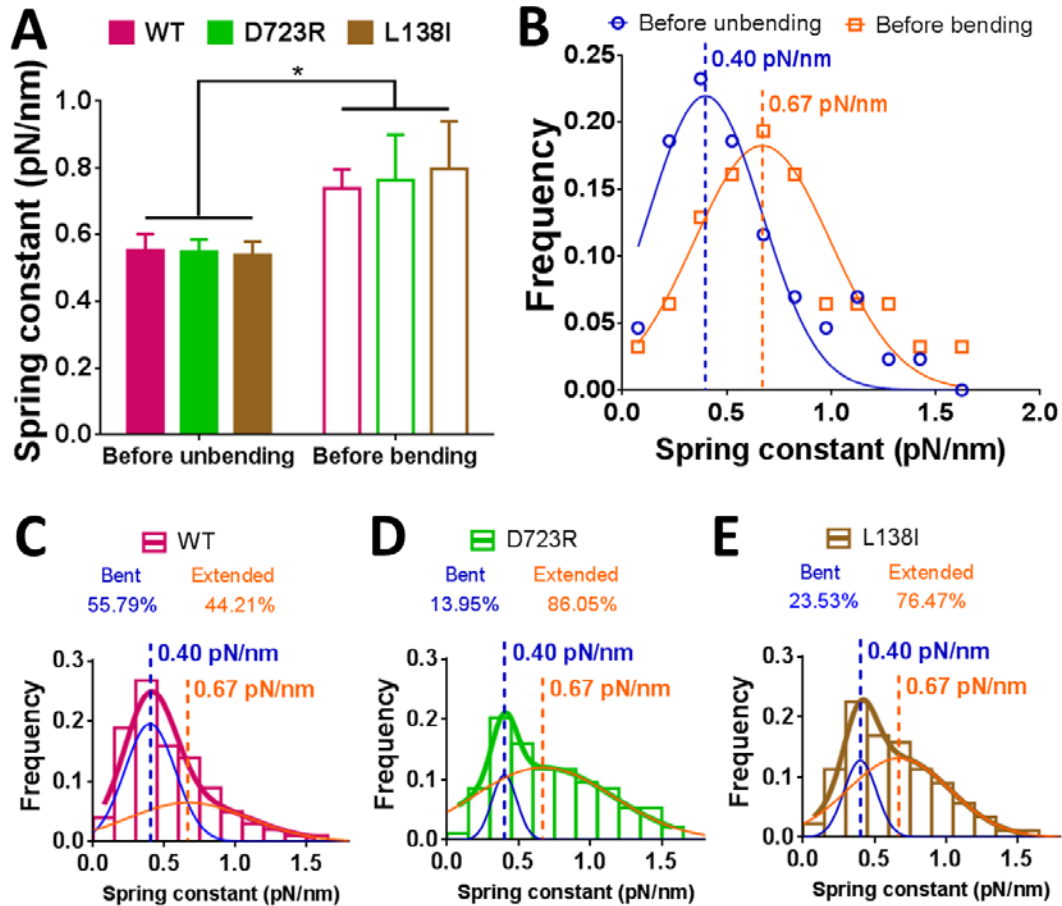 A
WT D723R L138I
*
Spring constant (pN/nm)
1.0
0.8
0.6
0.4
0.2
0.0
Before unbending Before bending
B
Before unbending Before bending
0.40 pN/nm
0.67 pN/nm
Frequency
0.25
0.20
0.15
0.10
0.05
0.00
0.0 0.5 1.0 1.5 2.0
Spring constant (pN/nm)
C
WT
Bent Extended
55.79% 44.21%
0.40 pN/nm
0.67 pN/nm
Frequency
0.3
0.2
0.1
0.0
0.0 0.5 1.0 1.5
Spring constant (pN/nm)
D
D723R
Bent Extended
13.95% 86.05%
0.40 pN/nm
0.67 pN/nm
Frequency
0.3
0.2
0.1
0.0
0.0 0.5 1.0 1.5
Spring constant (pN/nm)
E
L138I
Bent Extended
23.53% 76.47%
0.40 pN/nm
0.67 pN/nm
Frequency
0.3
0.2
0.1
0.0
0.0 0.5 1.0 1.5
Spring constant (pN/nm)